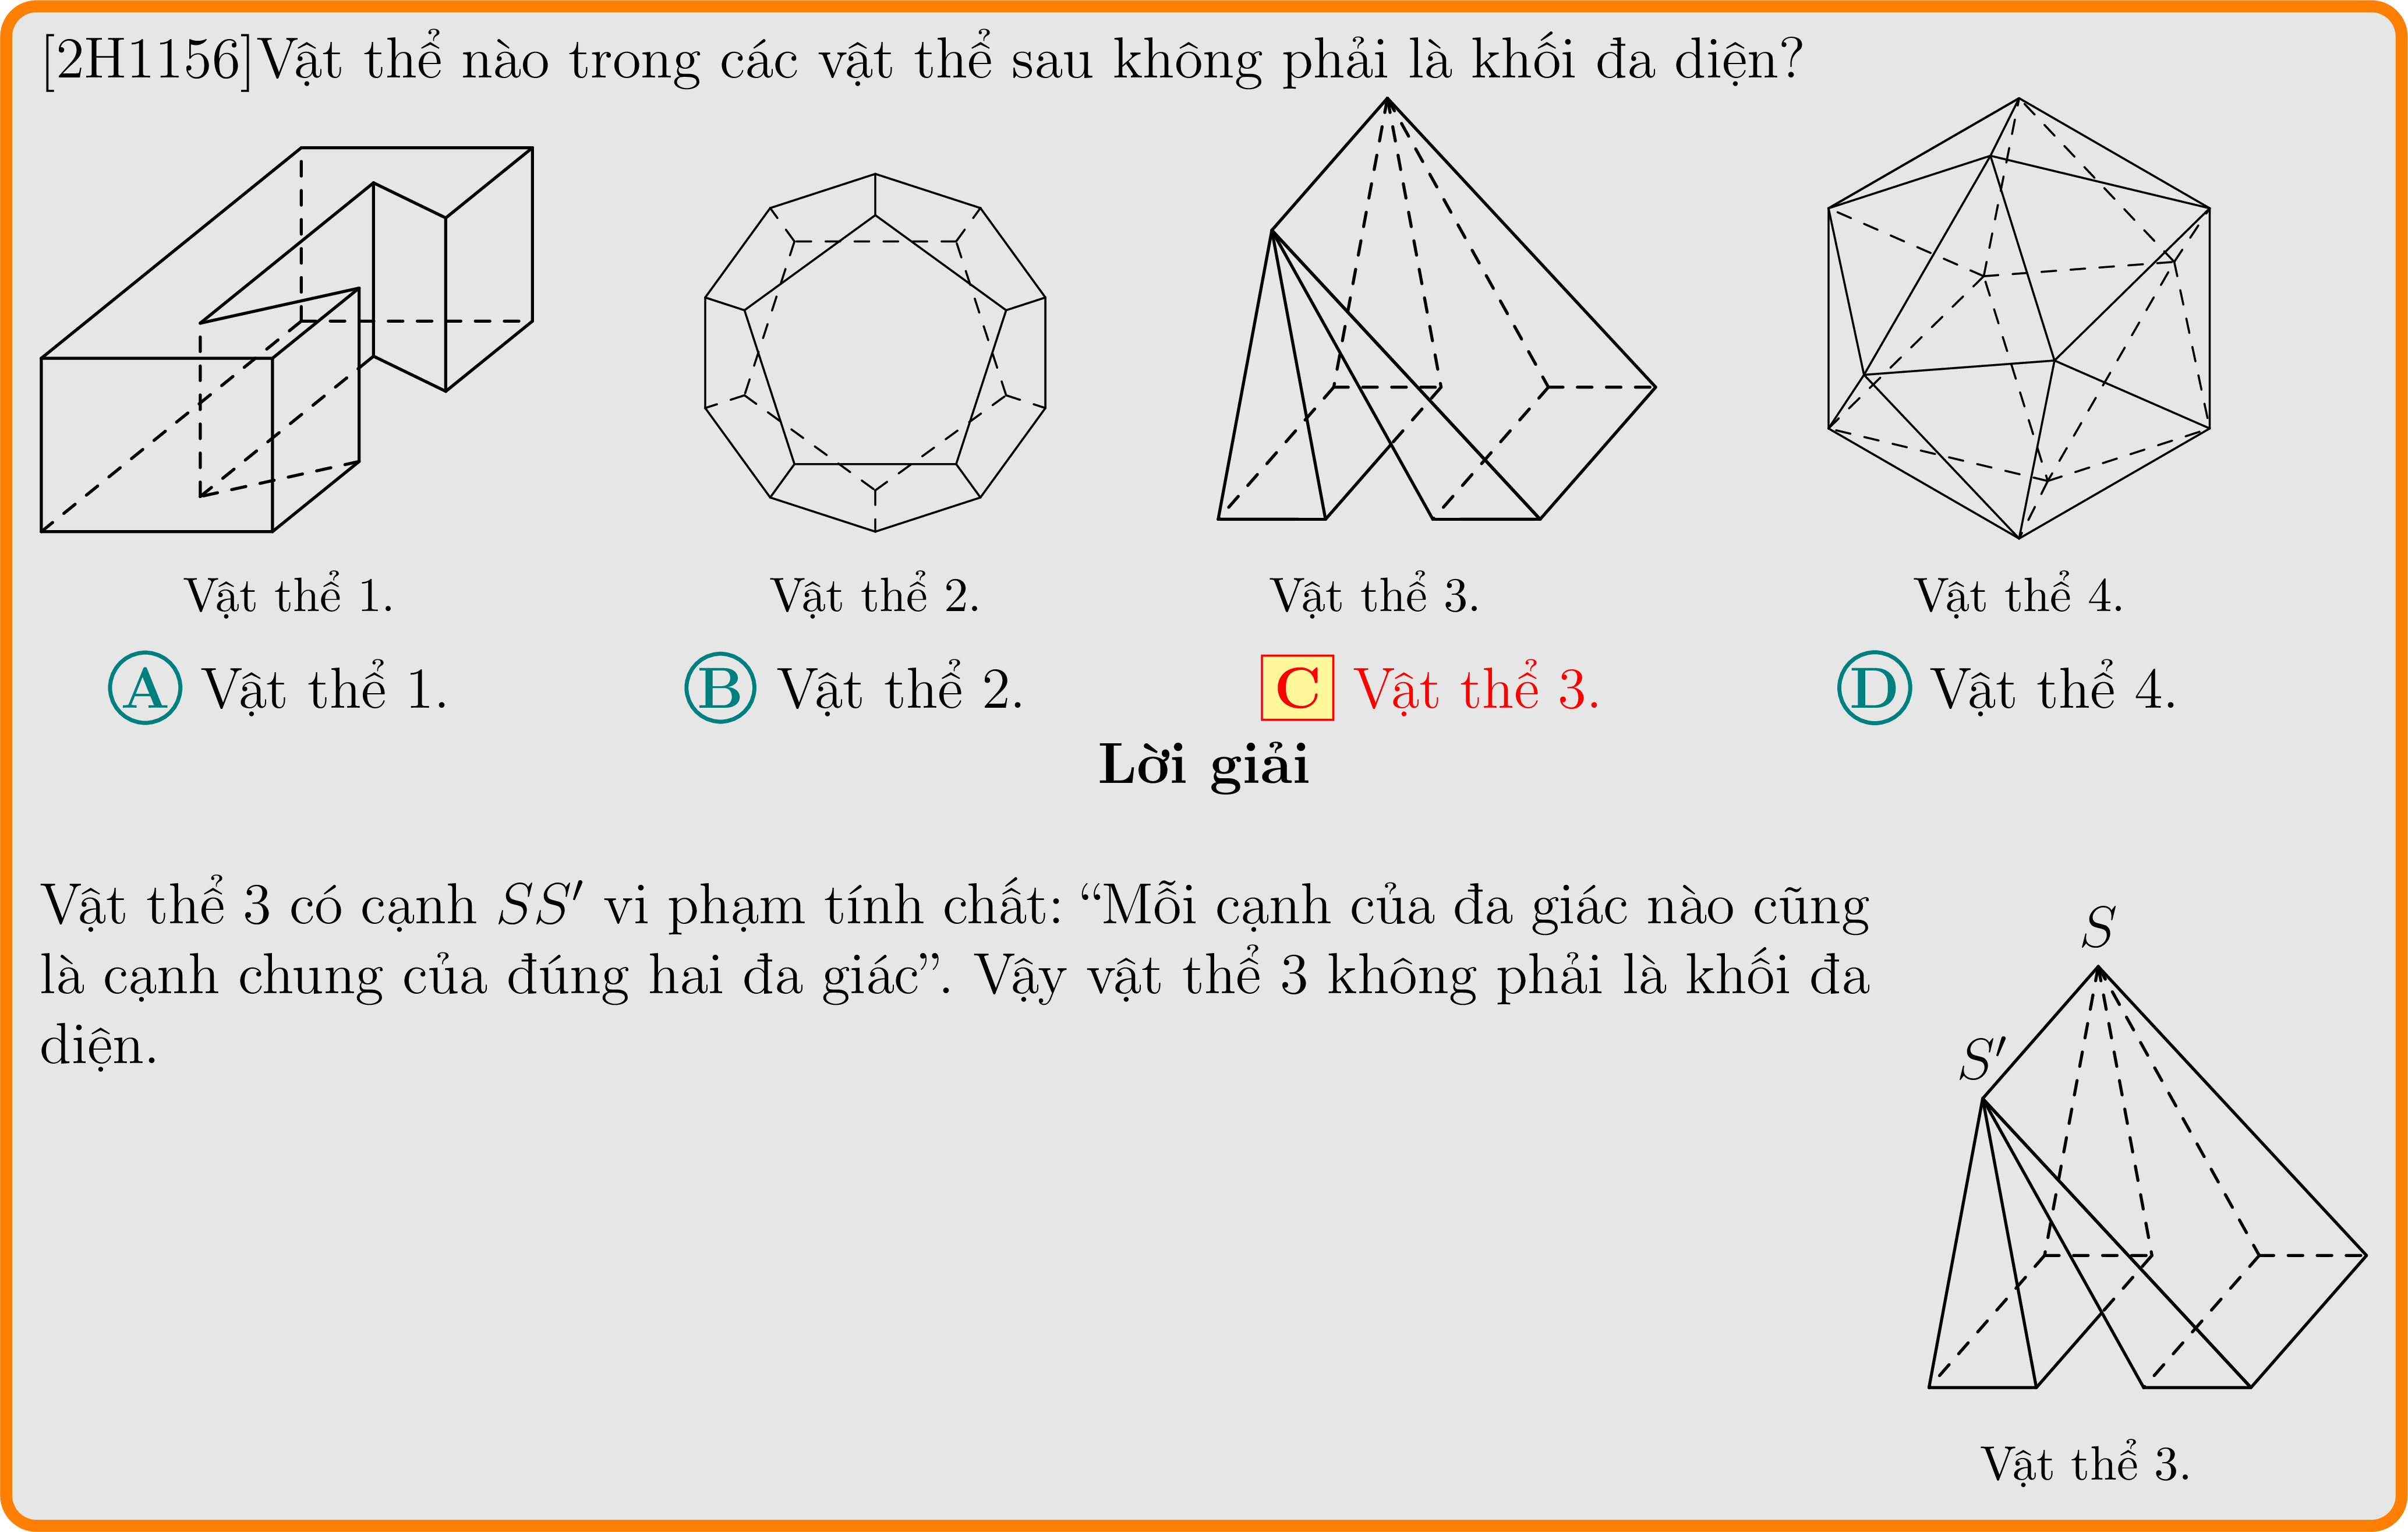 [2H1156]Vật thể nào trong các vật thể sau không phải là khối đa diện?
Vật thể 1. Vật thể 2. Vật thể 3. Vật thể 4.
A Vật thể 1. B Vật thể 2. C Vật thể 3. D Vật thể 4.
Lời giải
Vật thể 3 có cạnh SS′ vi phạm tính chất: “Mỗi cạnh của đa giác nào cũng
là cạnh chung của đúng hai đa giác”. Vậy vật thể 3 không phải là khối đa
diện.
S
S′
Vật thể 3.